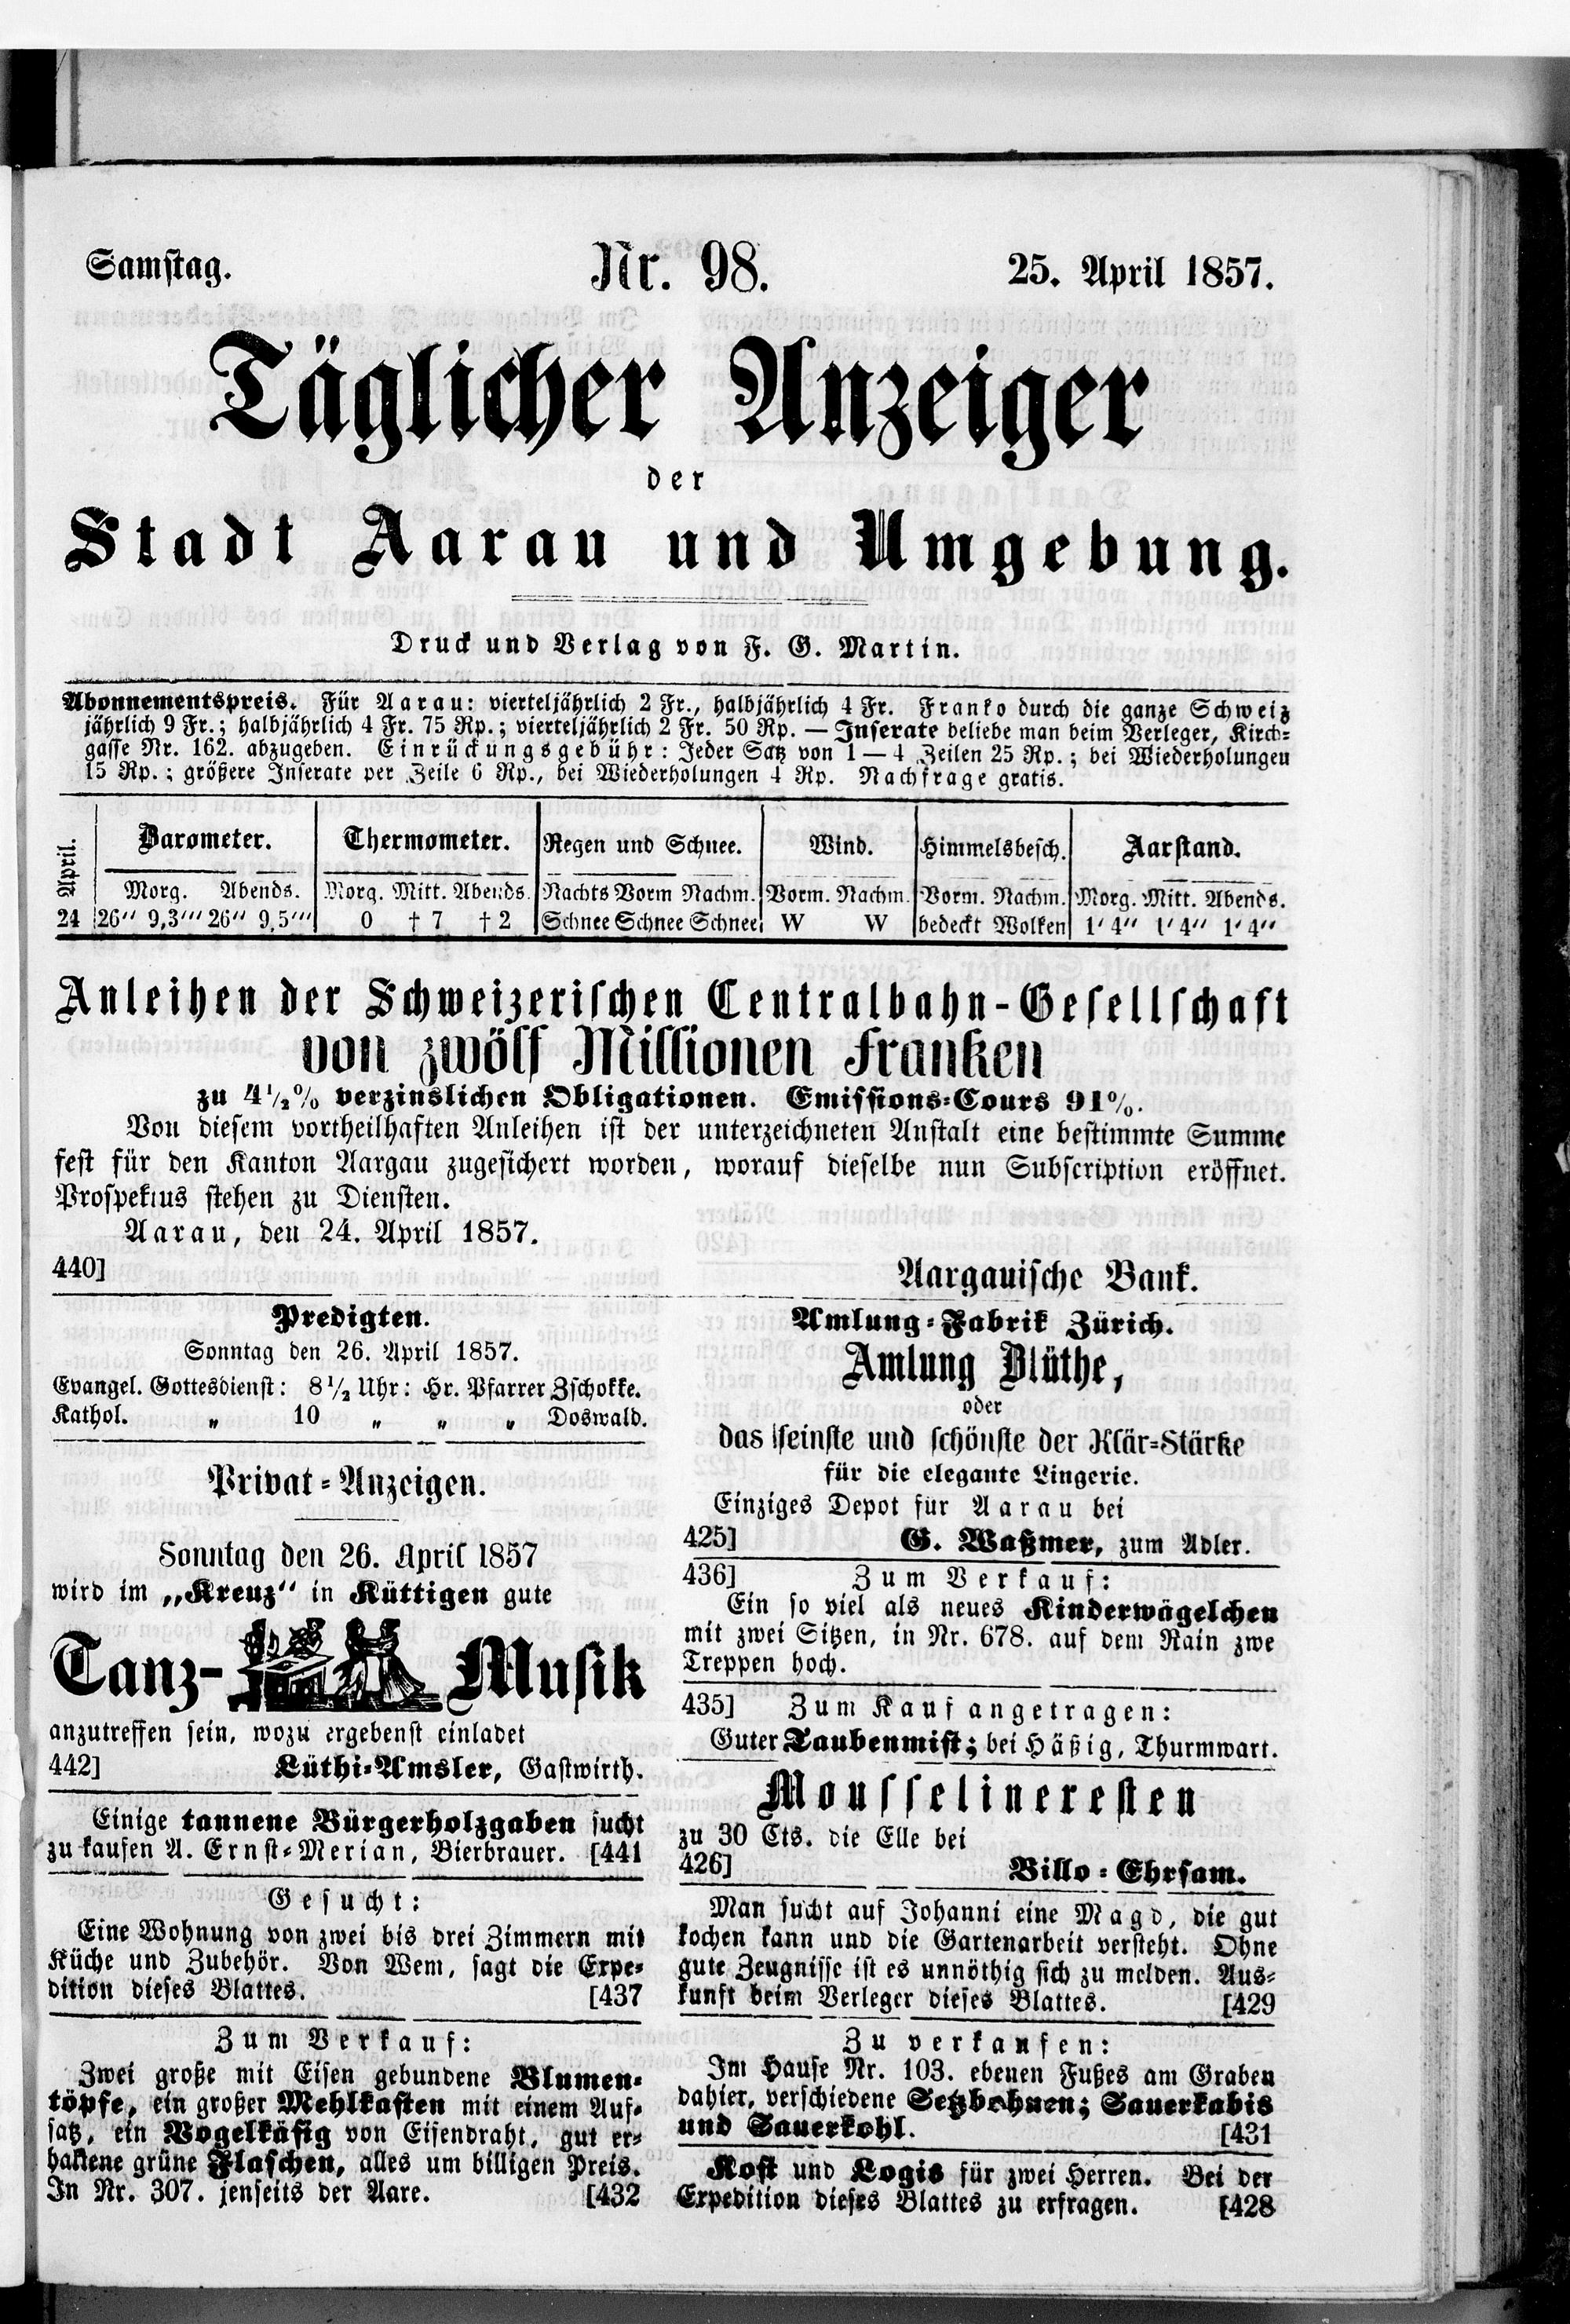 Samstag.
Nr. 98.
25. April 1857.
Täglicher Anzeiger
der
Stadt Aarau und Umgebung.
Druck und Verlag von F. G. Martin.
Abonnementspreis. Für Aarau: vierteljährlich 2 Fr., halbjährlich 4 Fr. Franko durch die ganze Schweiz
jährlich 9 Fr.; halbjährlich 4 Fr. 75 Rp.; vierteljährlich 2 Fr. 50 Rp. — Inserate beliebe man beim Verleger, Kirch-
gasse Nr. 162. abzugeben. Einrückungsgebühr: Jeder Satz von 1 — 4 Zeilen 25 Rp.; bei Wiederholungen
15 Rp.; größere Inserate per Zeile 6 Rp., bei Wiederholungen 4 Rp. Nachfrage gratis.
April. Barometer. Thermometer. Regen und Schnee. Wind. Himmelsbesch. Aarstand.
Morg. Abends. Morg. Mitt. Abends. Nachts Vorm Nachm. Vorm. Nachm. Vorm. Nachm. Morg. Mitt. Abends.
24 26'' 9,3''' 26'' 9,5''' 0 † 7 † 2 Schnee Schnee Schnee W W bedeckt Wolken 1' 4'' 1' 4'' 1' 4''
Anleihen der Schweizerischen Centralbahn-Gesellschaft
von zwölf Millionen Franken
zu 4½% verzinslichen Obligationen. Emissions-Cours 91%.
Von diesem vortheilhaften Anleihen ist der unterzeichneten Anstalt eine bestimmte Summe
fest für den Kanton Aargau zugesichert worden, worauf dieselbe nun Subscription eröffnet.
Prospektus stehen zu Diensten.
Aarau, den 24. April 1857.
440] Aargauische Bank.
Predigten.
Sonntag den 26. April 1857.
Evangel. Gottesdienst: 8½ Uhr: Hr. Pfarrer Zschokke.
Kathol. „ 10 „ „ „ Doswald.
Privat-Anzeigen.
Sonntag den 26. April 1857
wird im „Kreuz" in Küttigen gute
Tanz- Musik
anzutreffen sein, wozu ergebenst einladet
442] Lüthi-Amsler, Gastwirth.
Einige tannene Bürgerholzgaben sucht
zu kaufen A. Ernst-Merian, Bierbrauer. [441
Gesucht:
Eine Wohnung von zwei bis drei Zimmern mit
Küche und Zubehör. Von Wem, sagt die Expe-
dition dieses Blattes. [437
Zum Verkauf:
Zwei große mit Eisen gebundene Blumen-
töpfe, ein großer Mehlkasten mit einem Auf-
satz, ein Vogelkäfig von Eisendraht, gut er-
haltene grüne Flaschen, alles um billigen Preis.
In Nr. 307. jenseits der Aare. [432
Amlung-Fabrik Zürich.
Amlung Blüthe,
oder
das feinste und schönste der Klär-Stärke
für die elegante Lingerie.
Einziges Depot für Aarau bei
425] G. Waßmer, zum Adler.
436] Zum Verkauf:
Ein so viel als neues Kinderwägelchen
mit zwei Sitzen, in Nr. 678. auf dem Rain zwe
Treppen hoch.
435] Zum Kauf angetragen:
Guter Taubenmist; bei Häßig, Thurmwart.
Mousselineresten
zu 30 Cts. die Elle bei
426] Billo-Ehrsam.
Man sucht auf Johanni eine Magd, die gut
kochen kann und die Gartenarbeit versteht. Ohne
gute Zeugnisse ist es unnöthig sich zu melden. Aus-
kunft beim Verleger dieses Blattes. [429
Zu verkaufen:
Im Hause Nr. 103. ebenen Fußes am Graben
dahier, verschiedene Setzbohnen; Sauerkabis
und Sauerkohl. [431
Kost und Logis für zwei Herren. Bei der
Expedition dieses Blattes zu erfragen. [428